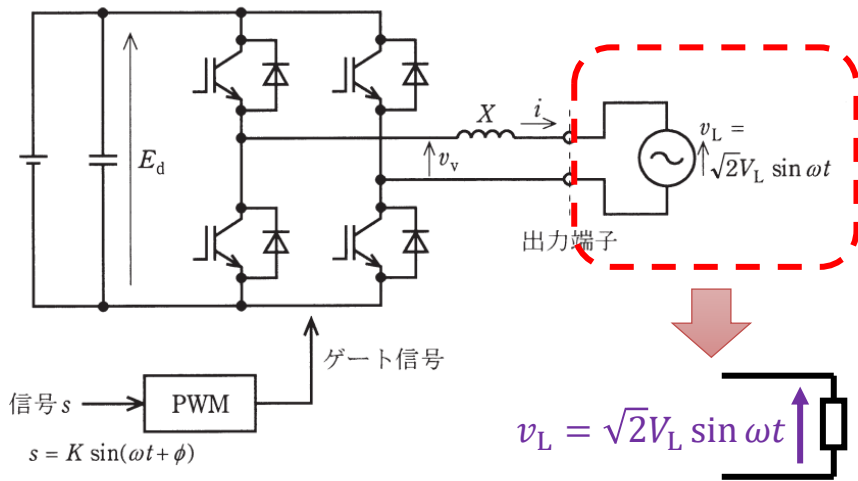 E_d
X
i
v_v
v_L =
√2V_L sin ωt
出力端子
ゲート信号
信号 s
PWM
s = K sin(ωt + ϕ)
v_L = √2V_L sin ωt